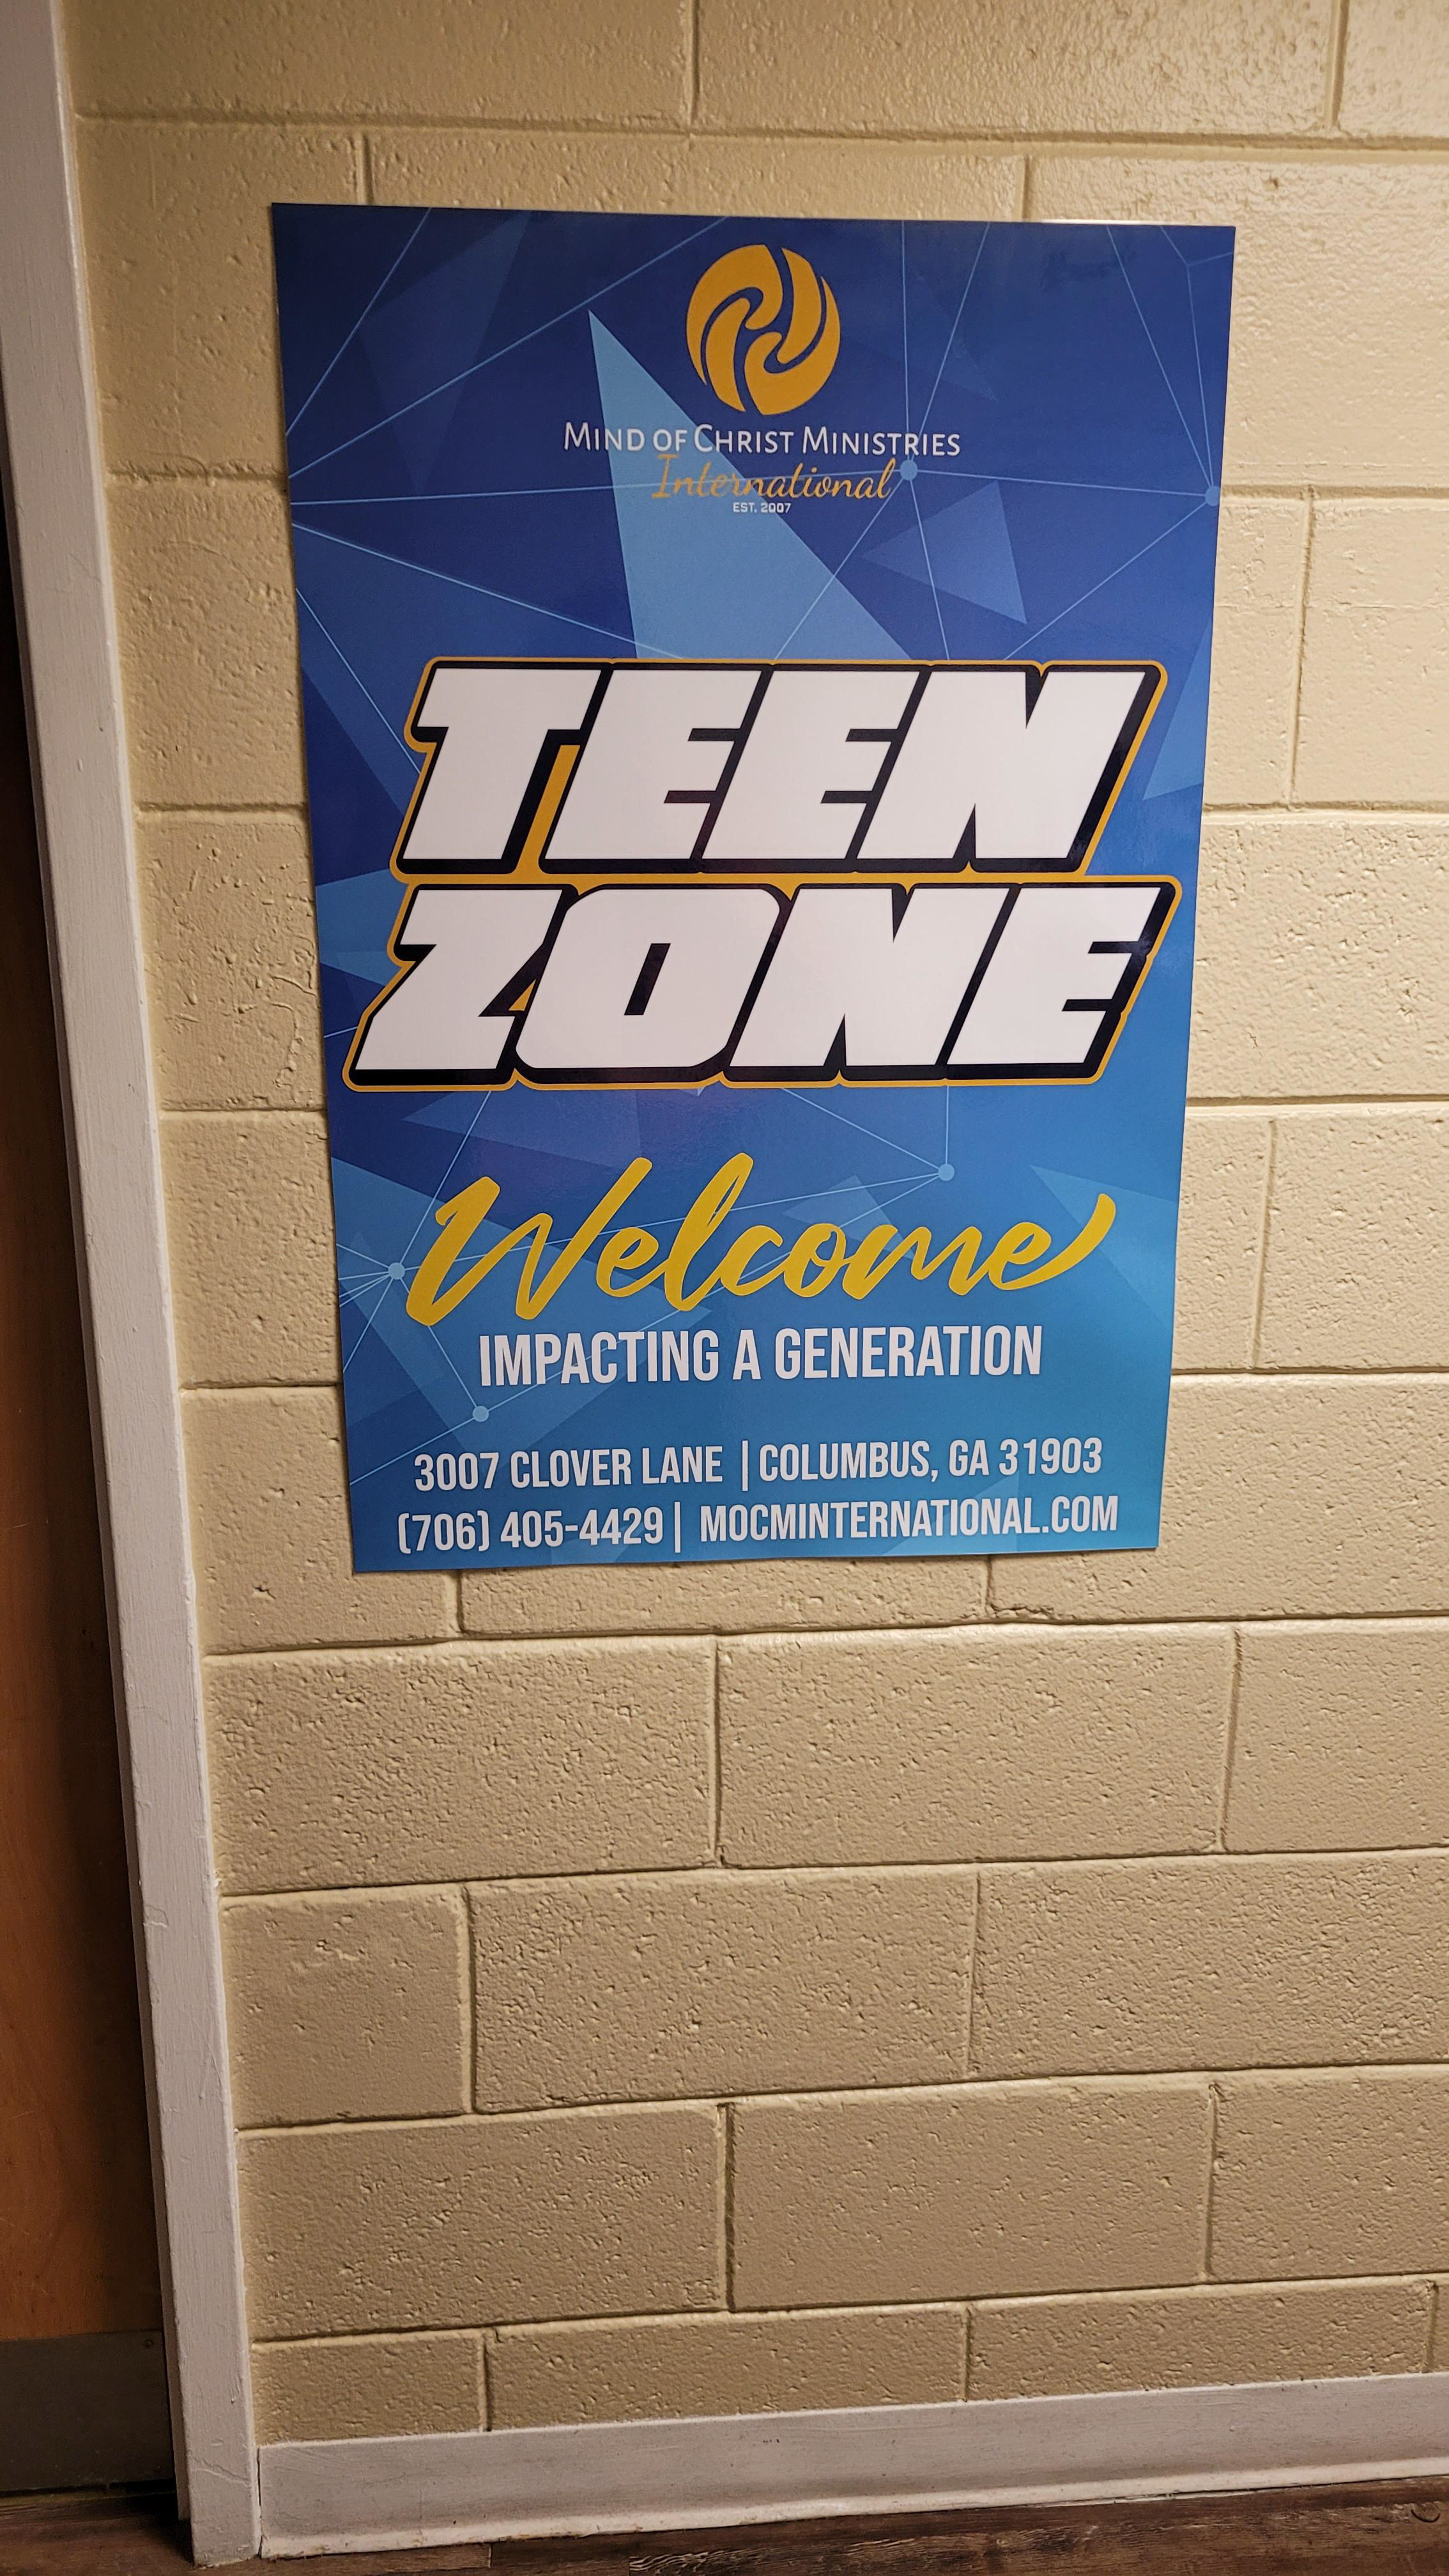 Mind of Christ Ministries
International
EST. 2007
TEEN
ZONE
Welcome
IMPACTING A GENERATION
3007 CLOVER LANE | COLUMBUS, GA 31903
(706) 405-4429 | MOCMINTERNATIONAL.COM